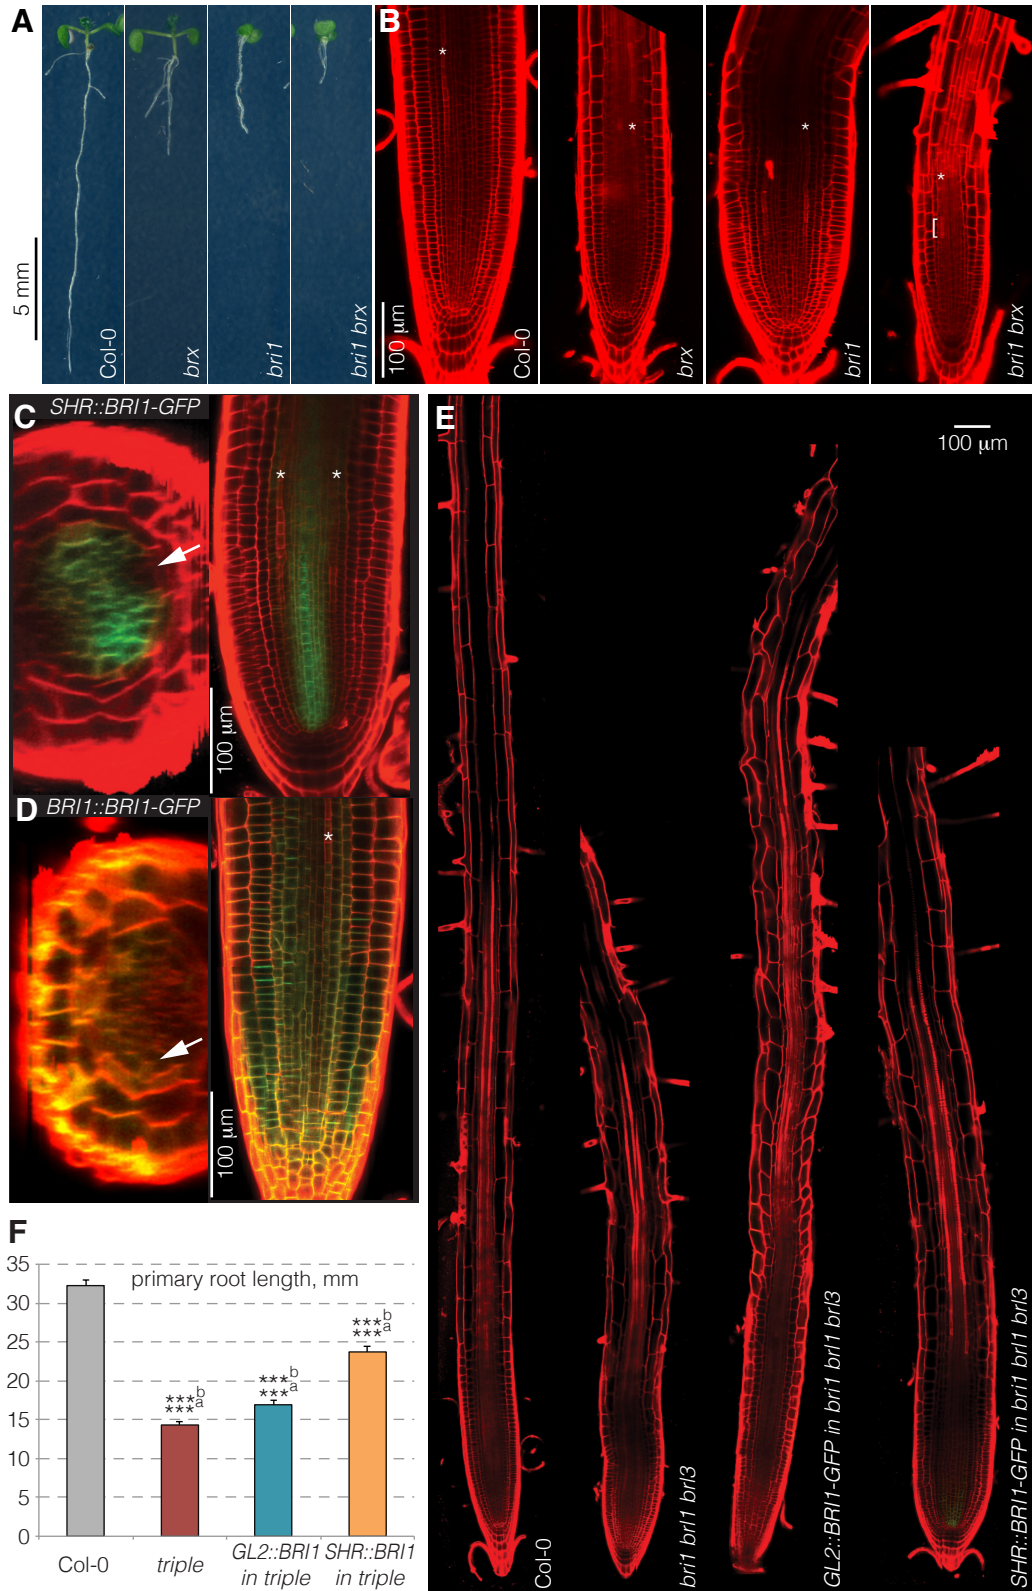 A
5 mm
Col-0
brx
bri1
bri1 brx
B
*
*
*
*
[
100 µm
Col-0
brx
bri1
bri1 brx
C
SHR::BRI1-GFP
*
*
100 µm
D
BRI1::BRI1-GFP
*
100 µm
E
100 µm
Col-0
bri1 brl1 brl3
GL2::BRI1-GFP in bri1 brl1 brl3
SHR::BRI1-GFP in bri1 brl1 brl3
F
primary root length, mm
35
30
25
20
15
10
5
0
***b
***a
***b
***a
***b
***a
Col-0
triple
GL2::BRI1
in triple
SHR::BRI1
in triple